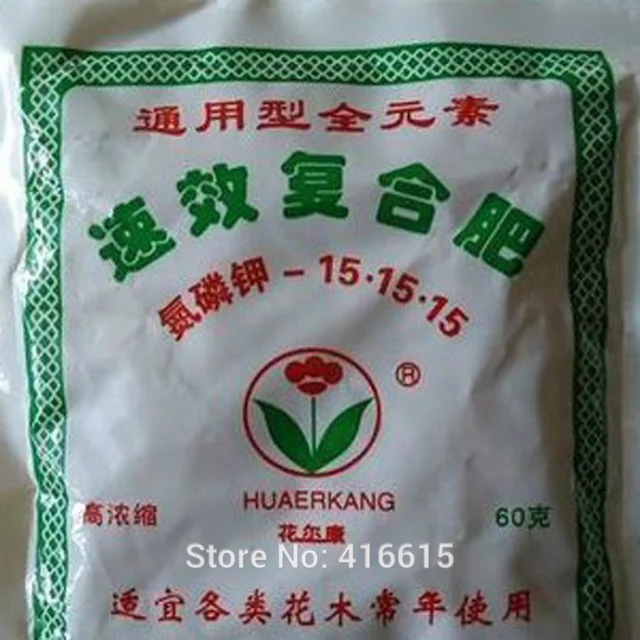 通用型全元素
速效复合肥
氮磷钾-15·15·15
®
HUAERKANG
高浓缩
60克
花尔康
Store No: 416615
适宜各类花木常年使用